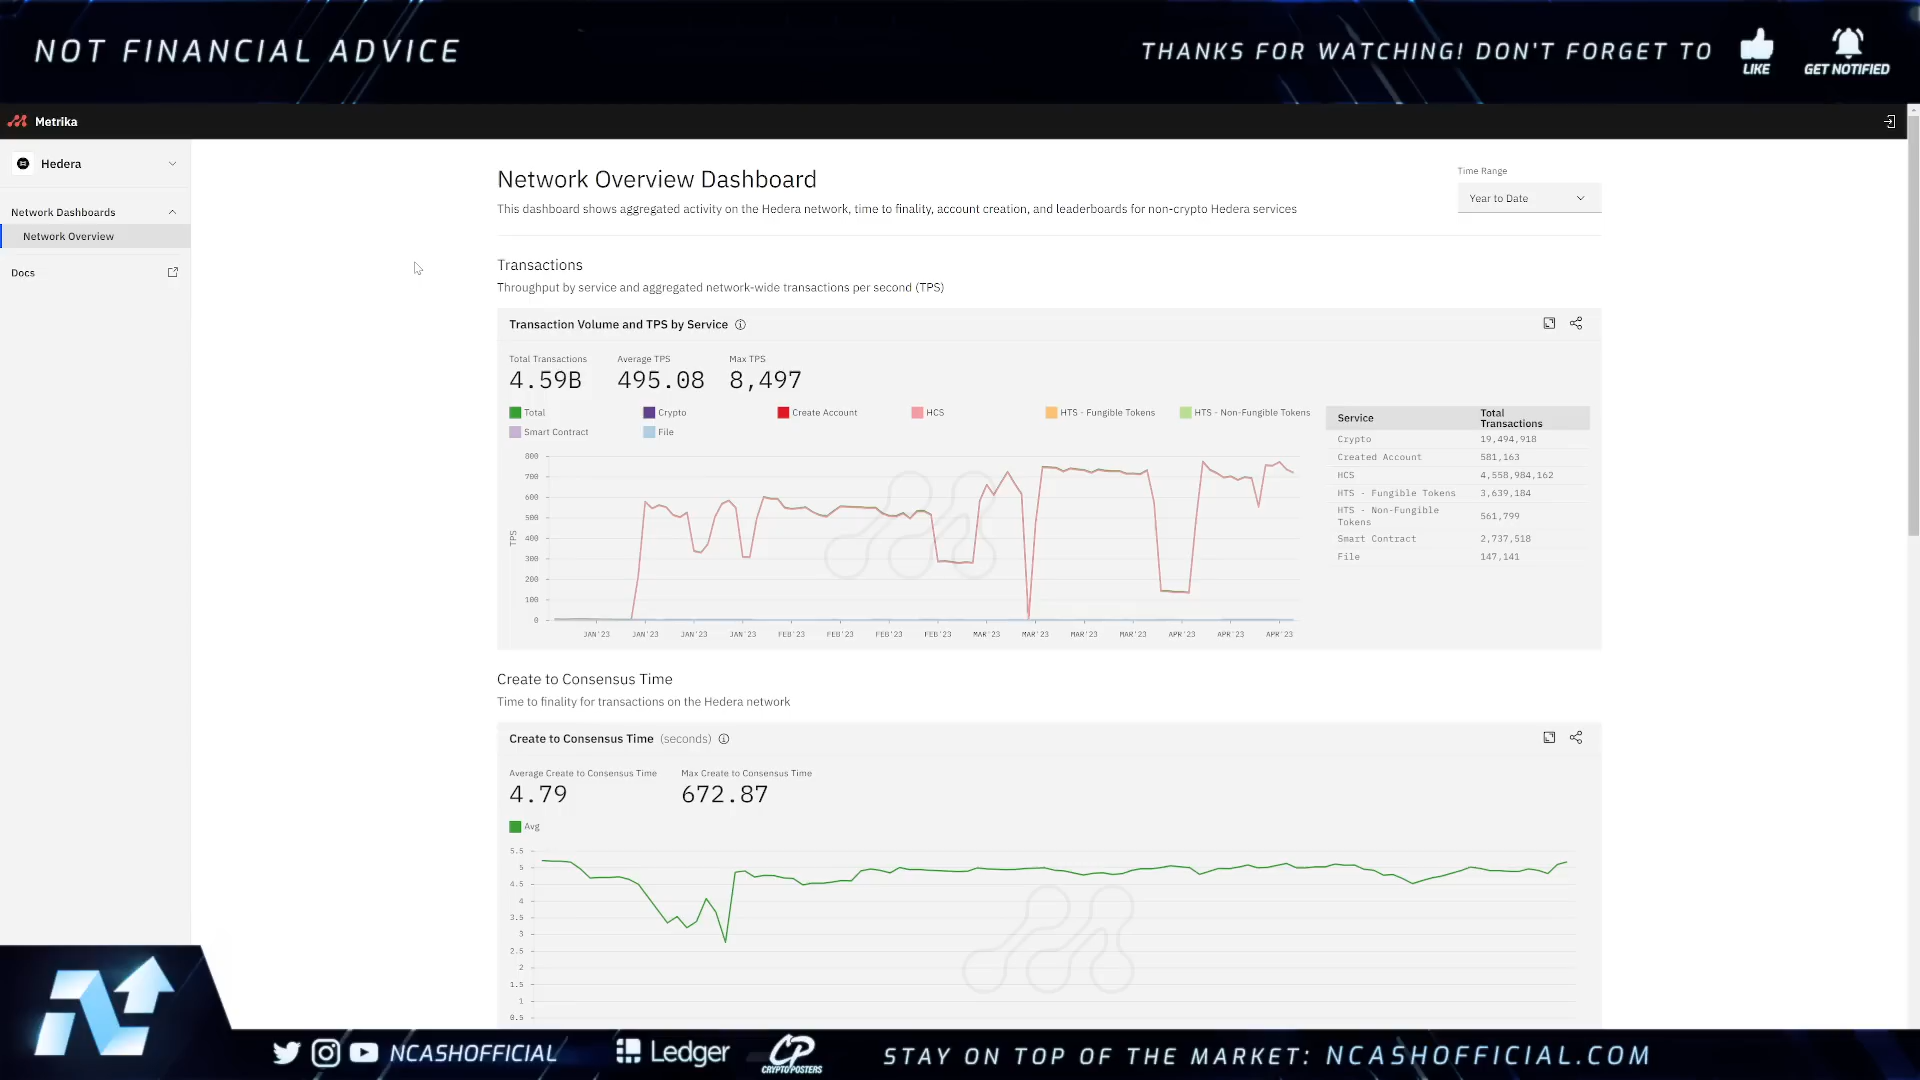 NOT FINANCIAL ADVICE
THANKS FOR WATCHING! DON'T FORGET TO
LIKE
GET NOTIFIED
Metrika
Hedera
Network Dashboards
Network Overview
Docs
Network Overview Dashboard
This dashboard shows aggregated activity on the Hedera network, time to finality, account creation, and leaderboards for non-crypto Hedera services
Time Range
Year to Date
Transactions
Throughput by service and aggregated network-wide transactions per second (TPS)
Transaction Volume and TPS by Service
Total Transactions Average TPS Max TPS
4.59B 495.08 8,497
Total Crypto Create Account HCS HTS - Fungible Tokens HTS - Non-Fungible Tokens
Smart Contract File
TPS
800
700
600
500
400
300
200
100
0
JAN'23 JAN'23 JAN'23 JAN'23 FEB'23 FEB'23 FEB'23 FEB'23 MAR'23 MAR'23 MAR'23 MAR'23 APR'23 APR'23 APR'23
Service Total Transactions
Crypto 19,494,918
Created Account 581,163
HCS 4,558,984,162
HTS - Fungible Tokens 3,639,184
HTS - Non-Fungible Tokens 561,799
Smart Contract 2,737,518
File 147,141
Create to Consensus Time
Time to finality for transactions on the Hedera network
Create to Consensus Time (seconds)
Average Create to Consensus Time Max Create to Consensus Time
4.79 672.87
Avg
5.5
5
4.5
4
3.5
3
2.5
2
1.5
1
0.5
NCASHOFFICIAL
Ledger
CP
CRYPTOPOSTERS
STAY ON TOP OF THE MARKET: NCASHOFFICIAL.COM